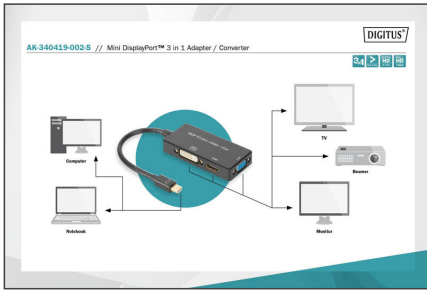 DIGITUS®
AK-340419-002-S // Mini DisplayPort™ 3 in 1 Adapter / Converter
Computer
Notebook
TV
Beamer
Monitor